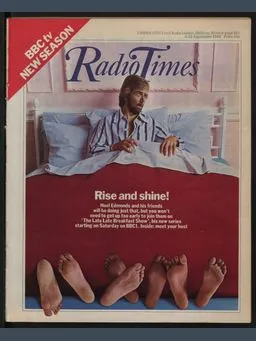 BBC tv
NEW SEASON
RadioTimes
Rise and shine!
Noel Edmonds and his friends
will be doing just that, but you won't
need to get up too early to join them on
'The Late Late Breakfast Show', his new series
starting on Saturday on BBC1. Inside: meet your host